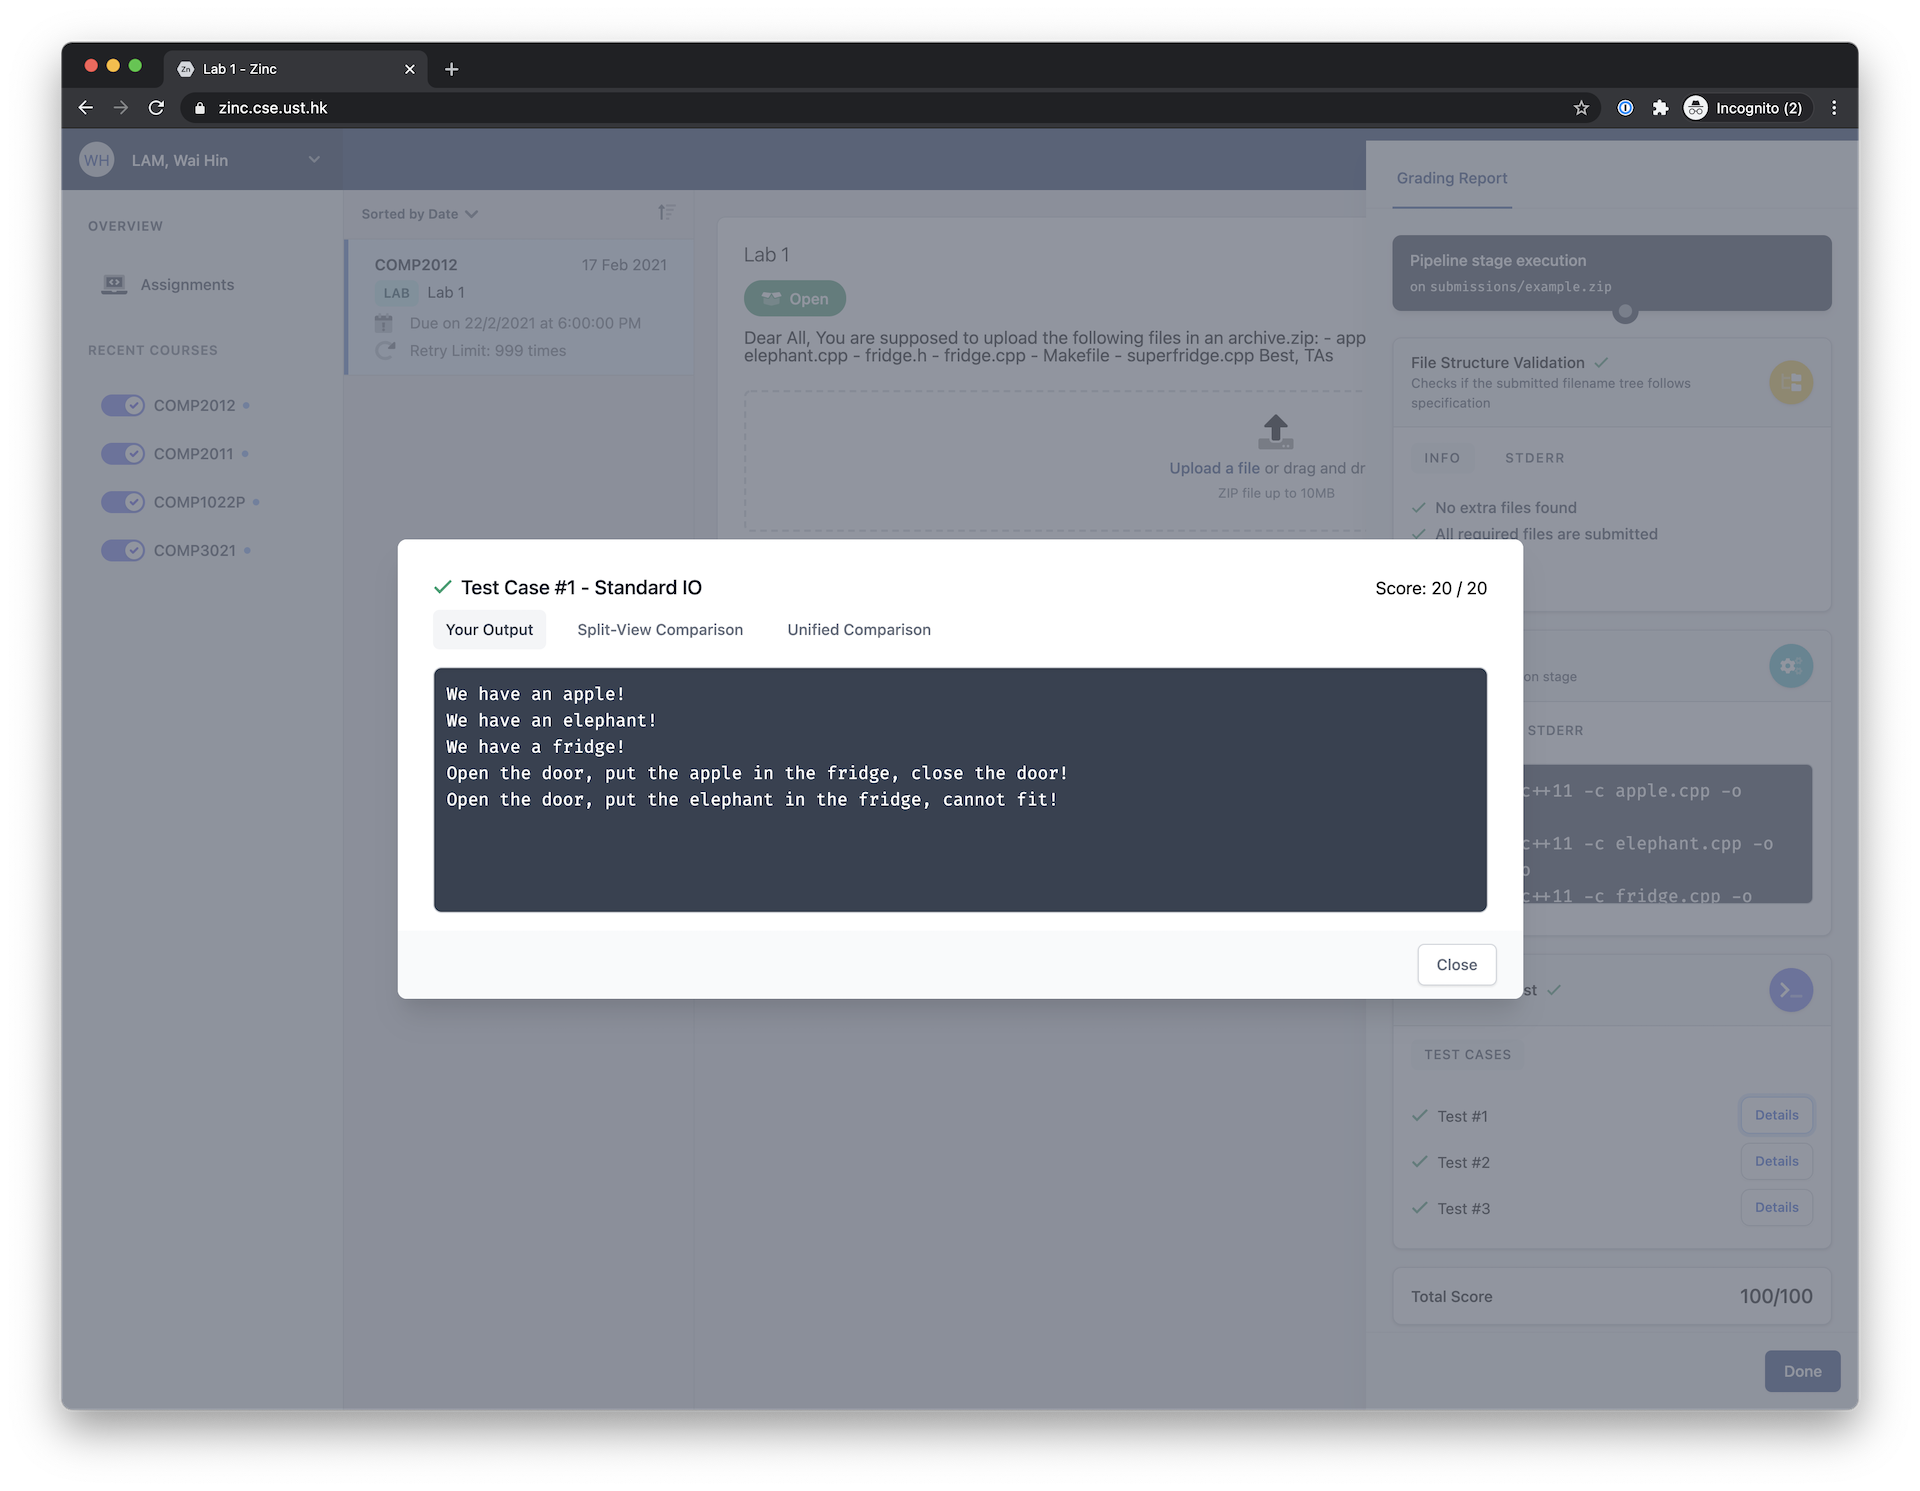 Lab 1 - Zinc
zinc.cse.ust.hk
Incognito (2)
WH
LAM, Wai Hin
OVERVIEW
Assignments
RECENT COURSES
COMP2012
COMP2011
COMP1022P
COMP3021
Sorted by Date
COMP2012
17 Feb 2021
LAB
Lab 1
Due on 22/2/2021 at 6:00:00 PM
Retry Limit: 999 times
Lab 1
Open
Dear All, You are supposed to upload the following files in an archive.zip: - app
elephant.cpp - fridge.h - fridge.cpp - Makefile - superfridge.cpp Best, TAs
Upload a file or drag and dr
ZIP file up to 10MB
Test Case #1 - Standard IO
Score: 20 / 20
Your Output
Split-View Comparison
Unified Comparison
We have an apple!
We have an elephant!
We have a fridge!
Open the door, put the apple in the fridge, close the door!
Open the door, put the elephant in the fridge, cannot fit!
Close
Grading Report
Pipeline stage execution
on submissions/example.zip
File Structure Validation
Checks if the submitted filename tree follows
specification
INFO
STDERR
No extra files found
All required files are submitted
on stage
STDERR
c++11 -c apple.cpp -o
c++11 -c elephant.cpp -o
c++11 -c fridge.cpp -o
st
TEST CASES
Test #1
Details
Test #2
Details
Test #3
Details
Total Score
100/100
Done